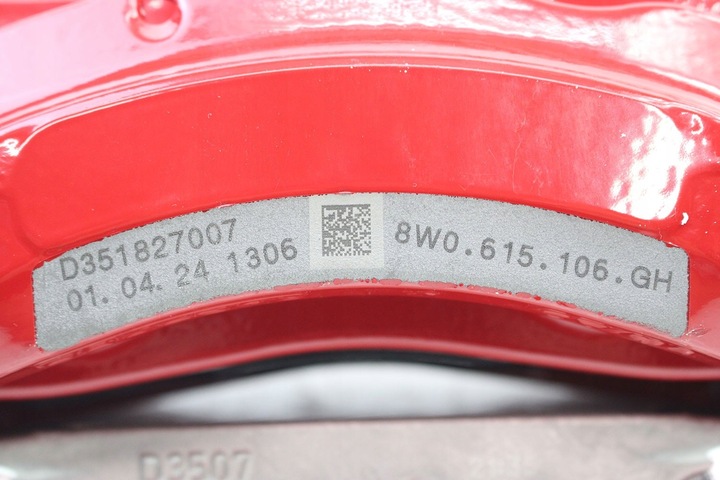 D351827007
01. 04. 24 1306
8W0.615.106.GH
D3507